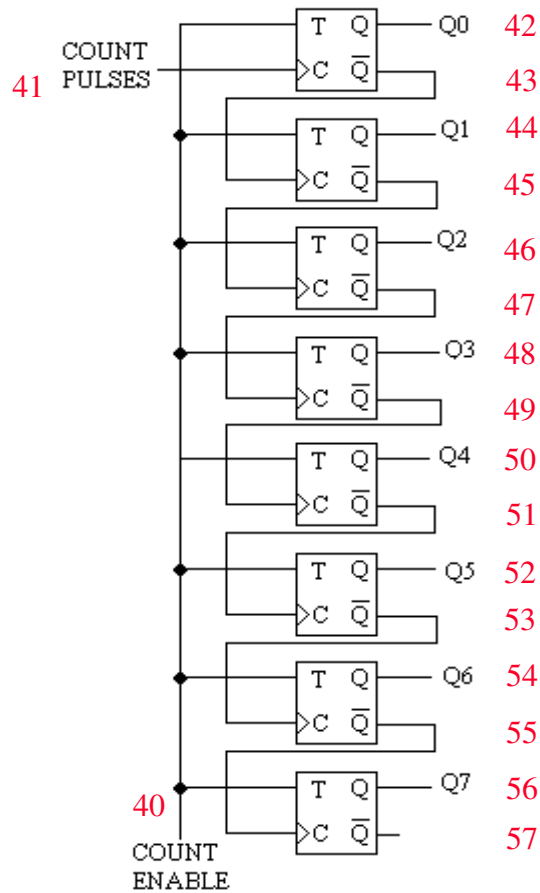 T Q Q0 42
COUNT
PULSES
41
C Q̅ 43
T Q Q1 44
C Q̅ 45
T Q Q2 46
C Q̅ 47
T Q Q3 48
C Q̅ 49
T Q Q4 50
C Q̅ 51
T Q Q5 52
C Q̅ 53
T Q Q6 54
C Q̅ 55
T Q Q7 56
40
C Q̅ 57
COUNT
ENABLE